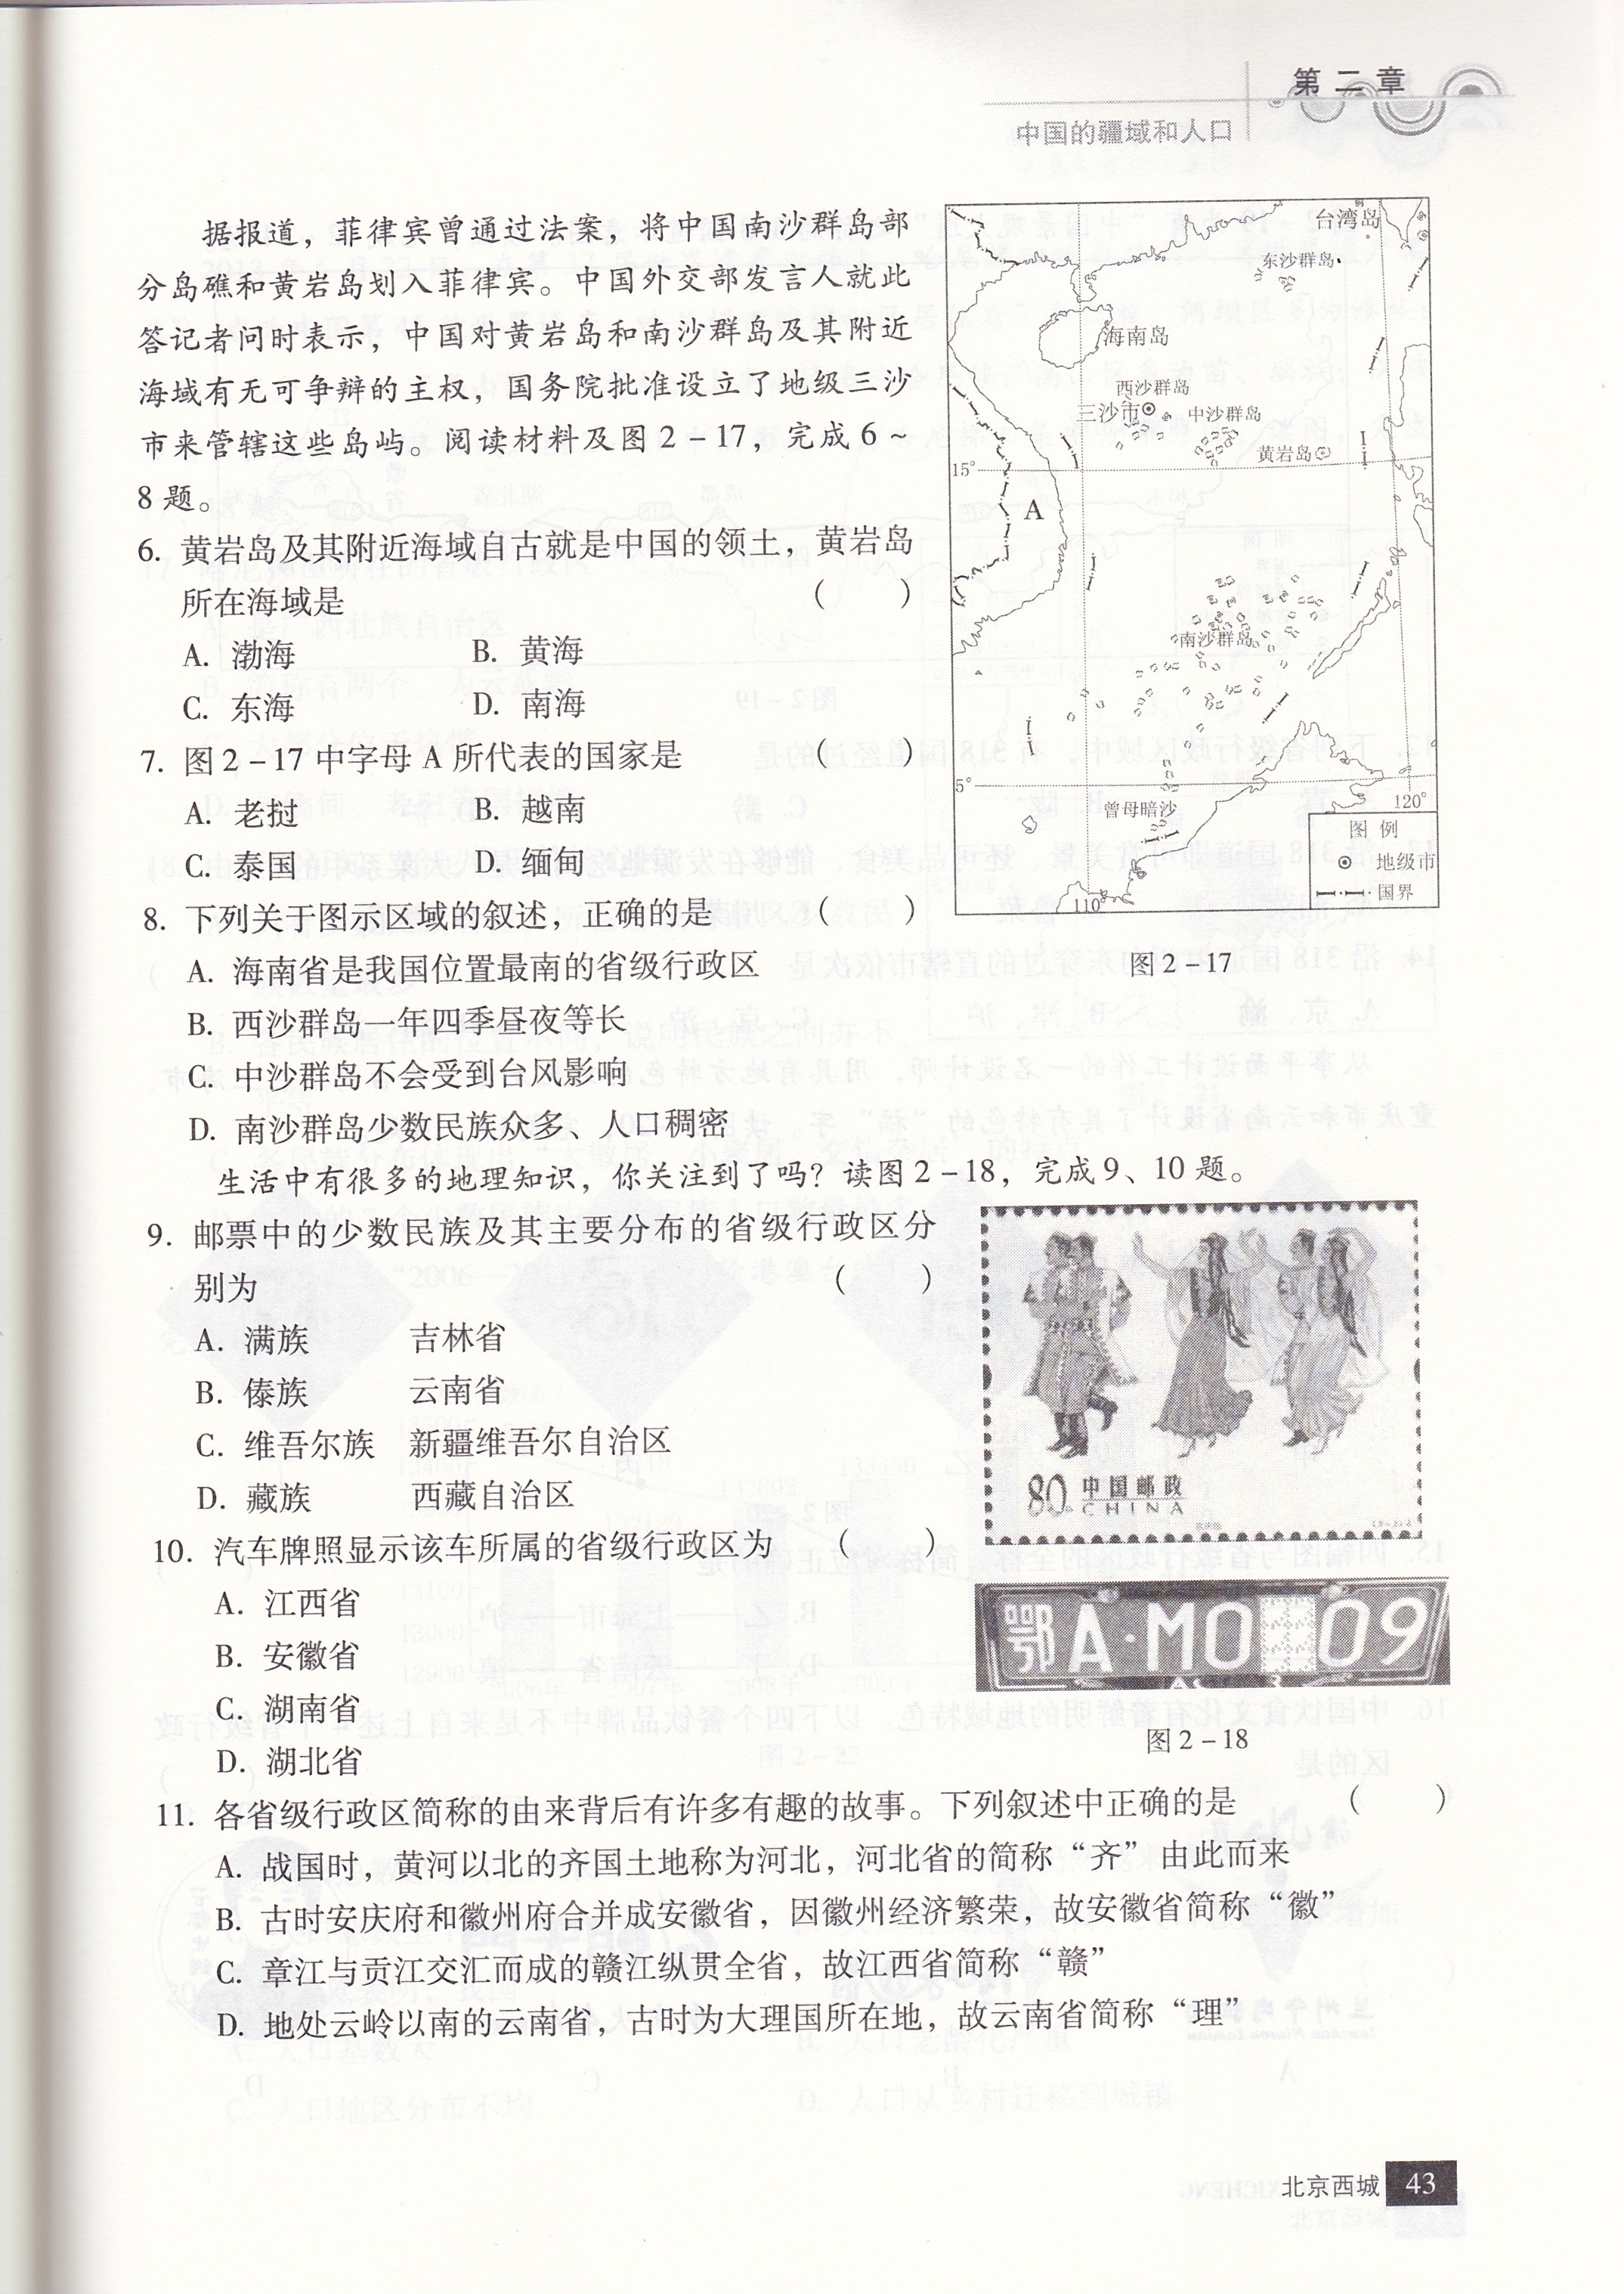 第二章
中国的疆域和人口
据报道，菲律宾曾通过法案，将中国南沙群岛部
分岛礁和黄岩岛划入菲律宾。中国外交部发言人就此
答记者问时表示，中国对黄岩岛和南沙群岛及其附近
海域有无可争辩的主权，国务院批准设立了地级三沙
市来管辖这些岛屿。阅读材料及图2-17，完成6~
8题。
6. 黄岩岛及其附近海域自古就是中国的领土，黄岩岛
所在海域是 (　　)
A. 渤海　　B. 黄海
C. 东海　　D. 南海
7. 图2-17中字母A所代表的国家是 (　　)
A. 老挝　　B. 越南
C. 泰国　　D. 缅甸
8. 下列关于图示区域的叙述，正确的是 (　　)
A. 海南省是我国位置最南的省级行政区
B. 西沙群岛一年四季昼夜等长
C. 中沙群岛不会受到台风影响
D. 南沙群岛少数民族众多、人口稠密
台湾岛
东沙群岛
海南岛
西沙群岛
三沙市
中沙群岛
黄岩岛
15°
A
南沙群岛
5°
曾母暗沙
120°
110°
图例
地级市
国界
图2-17
生活中有很多的地理知识，你关注到了吗？读图2-18，完成9、10题。
9. 邮票中的少数民族及其主要分布的省级行政区分
别为 (　　)
A. 满族　　吉林省
B. 傣族　　云南省
C. 维吾尔族　新疆维吾尔自治区
D. 藏族　　西藏自治区
10. 汽车牌照显示该车所属的省级行政区为 (　　)
A. 江西省
B. 安徽省
C. 湖南省
D. 湖北省
80 中国邮政
CHINA
鄂A·M0 09
图2-18
11. 各省级行政区简称的由来背后有许多有趣的故事。下列叙述中正确的是 (　　)
A. 战国时，黄河以北的齐国土地称为河北，河北省的简称“齐”由此而来
B. 古时安庆府和徽州府合并成安徽省，因徽州经济繁荣，故安徽省简称“徽”
C. 章江与贡江交汇而成的赣江纵贯全省，故江西省简称“赣”
D. 地处云岭以南的云南省，古时为大理国所在地，故云南省简称“理”
北京西城 43